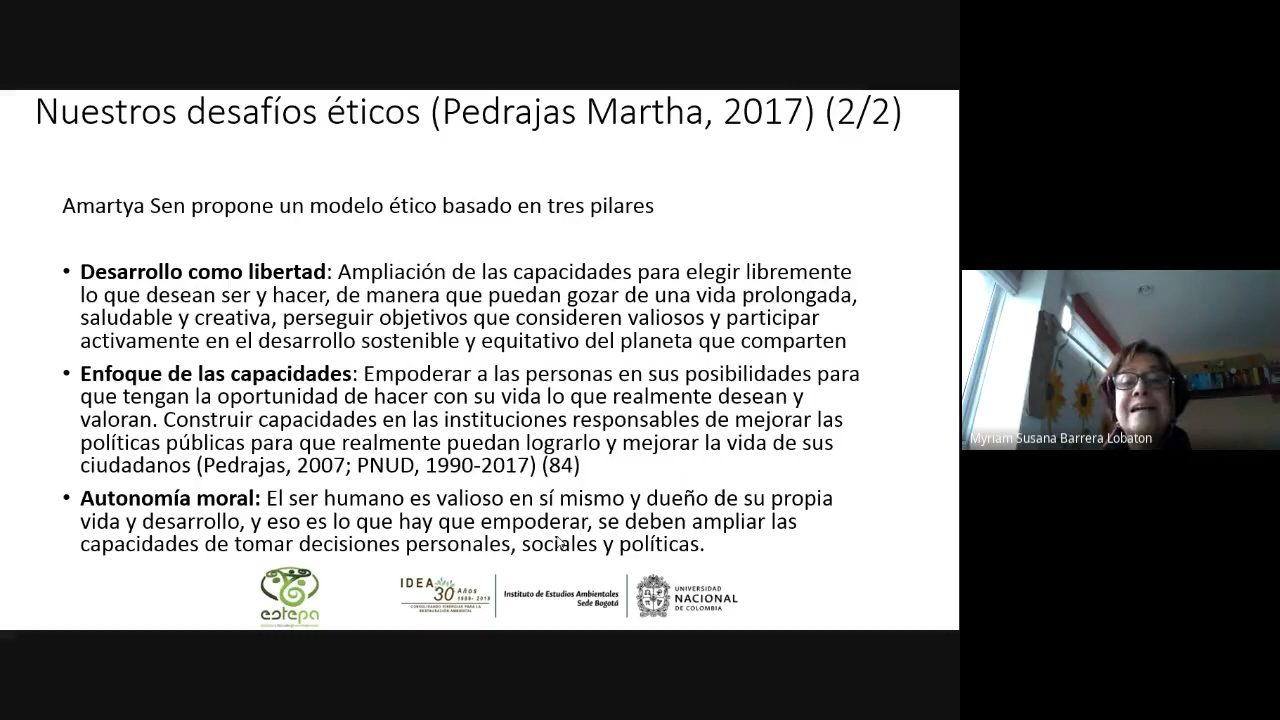 Nuestros desafíos éticos (Pedrajas Martha, 2017) (2/2)
Amartya Sen propone un modelo ético basado en tres pilares
• Desarrollo como libertad: Ampliación de las capacidades para elegir libremente
lo que desean ser y hacer, de manera que puedan gozar de una vida prolongada,
saludable y creativa, perseguir objetivos que consideren valiosos y participar
activamente en el desarrollo sostenible y equitativo del planeta que comparten
• Enfoque de las capacidades: Empoderar a las personas en sus posibilidades para
que tengan la oportunidad de hacer con su vida lo que realmente desean y
valoran. Construir capacidades en las instituciones responsables de mejorar las
políticas públicas para que realmente puedan lograrlo y mejorar la vida de sus
ciudadanos (Pedrajas, 2007; PNUD, 1990-2017) (84)
• Autonomía moral: El ser humano es valioso en sí mismo y dueño de su propia
vida y desarrollo, y eso es lo que hay que empoderar, se deben ampliar las
capacidades de tomar decisiones personales, sociales y políticas.
estepa
IDEA
30 Años
Instituto de Estudios Ambientales
Sede Bogotá
UNIVERSIDAD
NACIONAL
DE COLOMBIA
Myriam Susana Barrera Lobaton